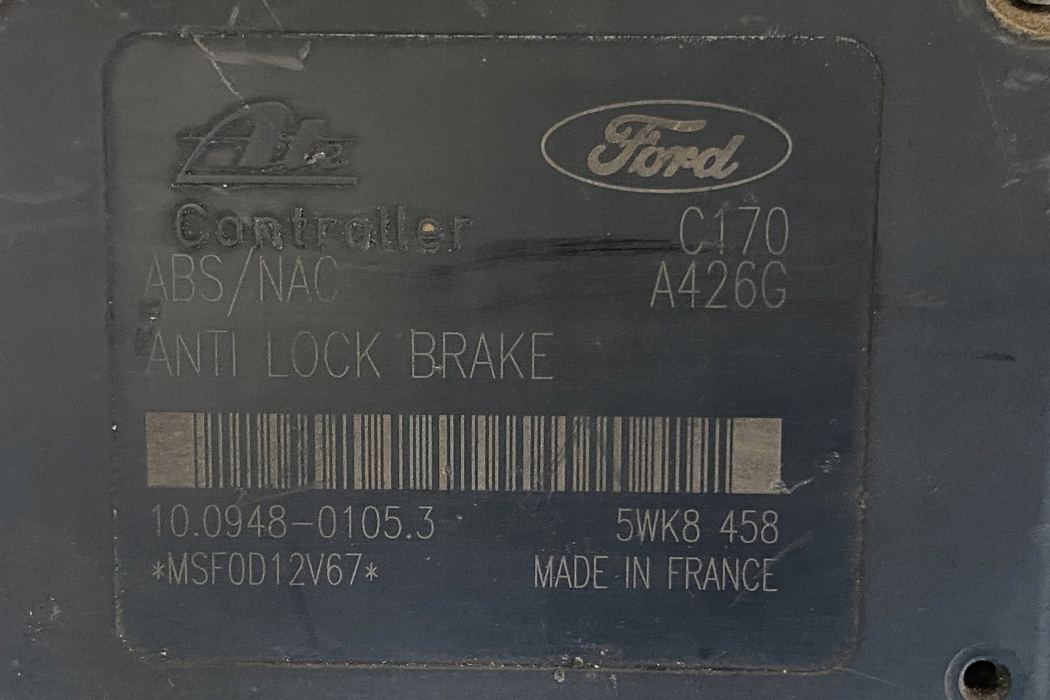 Ate
Ford
Controller
C170
ABS/NAC
A426G
ANTI LOCK BRAKE
10.0948-0105.3
5WK8 458
*MSF0D12V67*
MADE IN FRANCE